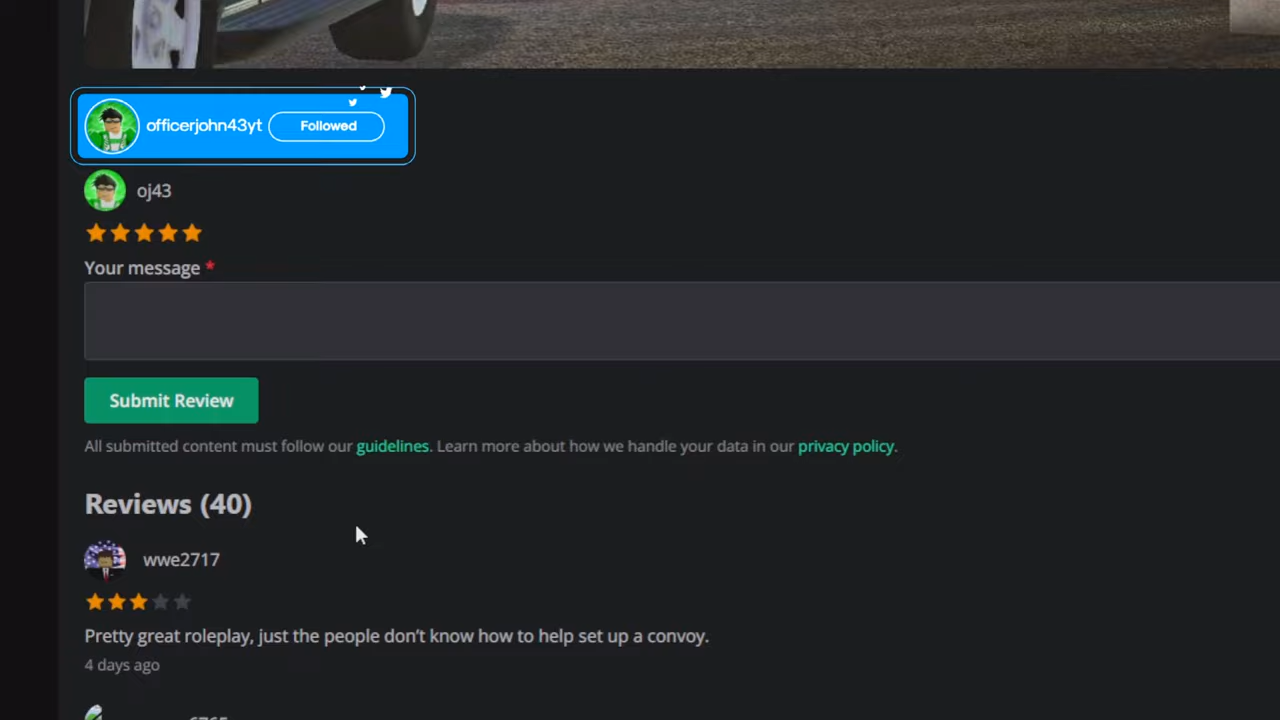 officerjohn43yt Followed
oj43
Your message *
Submit Review
All submitted content must follow our guidelines. Learn more about how we handle your data in our privacy policy.
Reviews (40)
wwe2717
Pretty great roleplay, just the people don't know how to help set up a convoy.
4 days ago